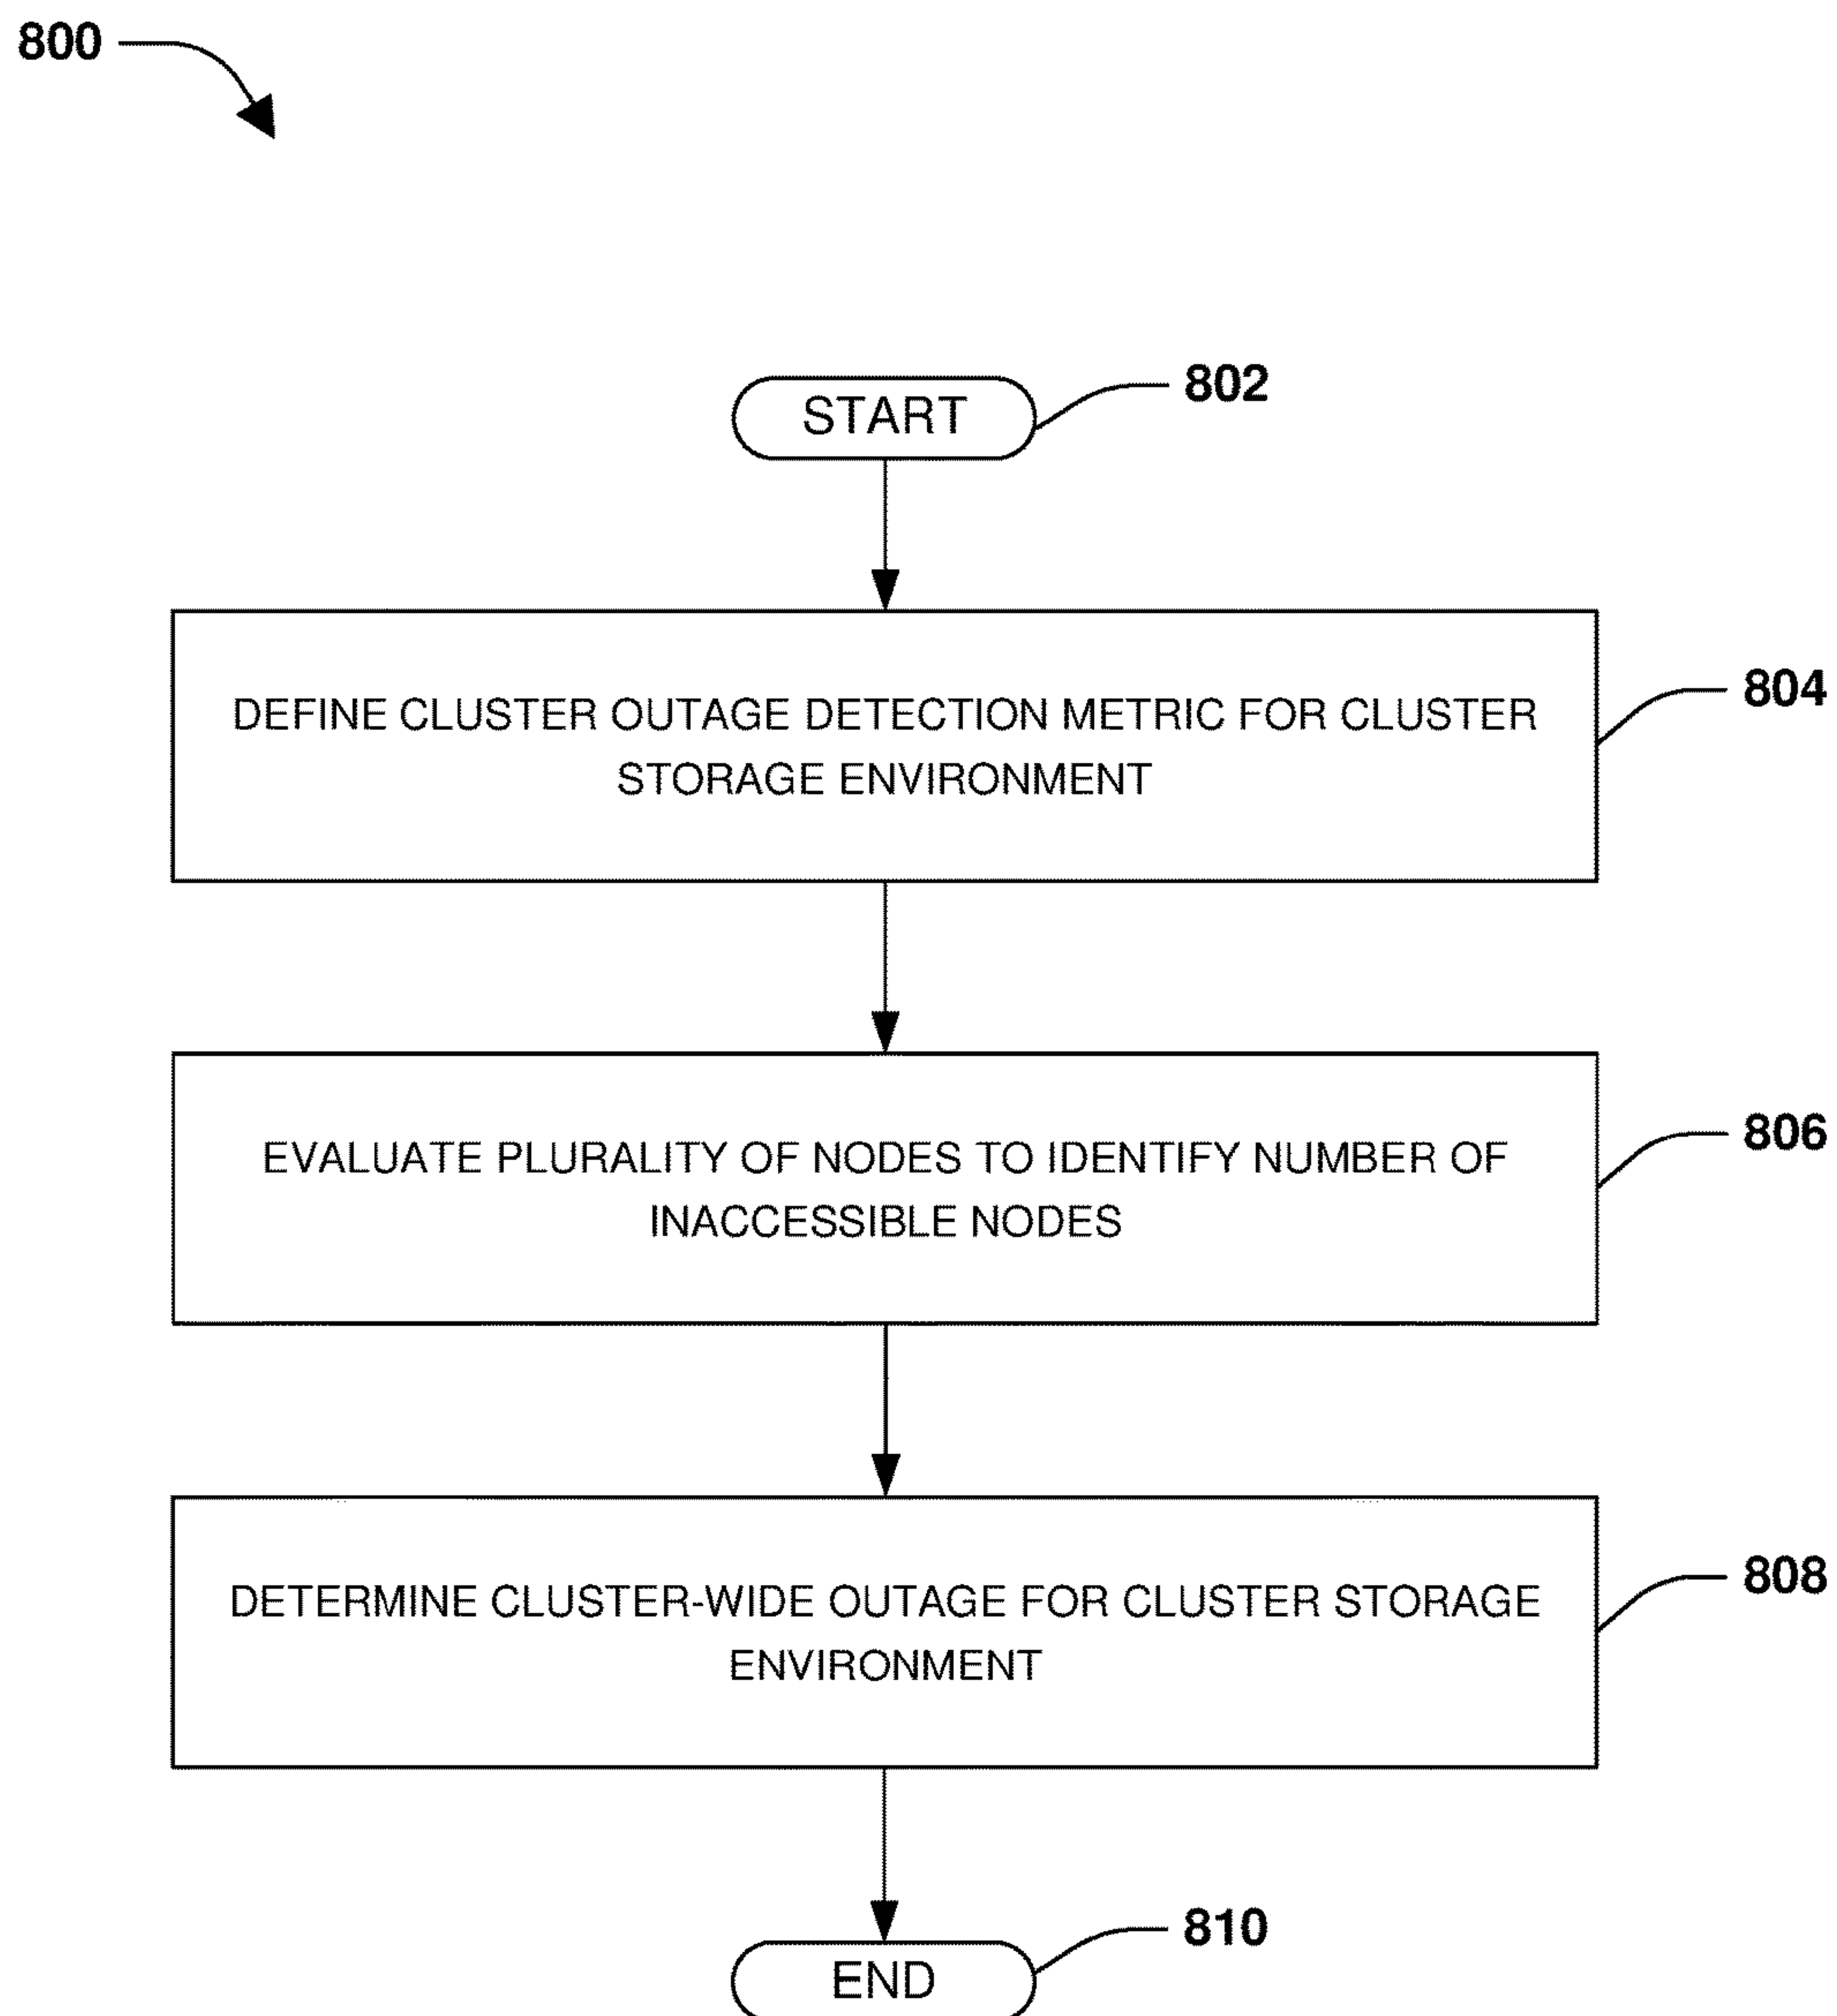 800
802
START
804
DEFINE CLUSTER OUTAGE DETECTION METRIC FOR CLUSTER
STORAGE ENVIRONMENT
806
EVALUATE PLURALITY OF NODES TO IDENTIFY NUMBER OF
INACCESSIBLE NODES
808
DETERMINE CLUSTER-WIDE OUTAGE FOR CLUSTER STORAGE
ENVIRONMENT
810
END